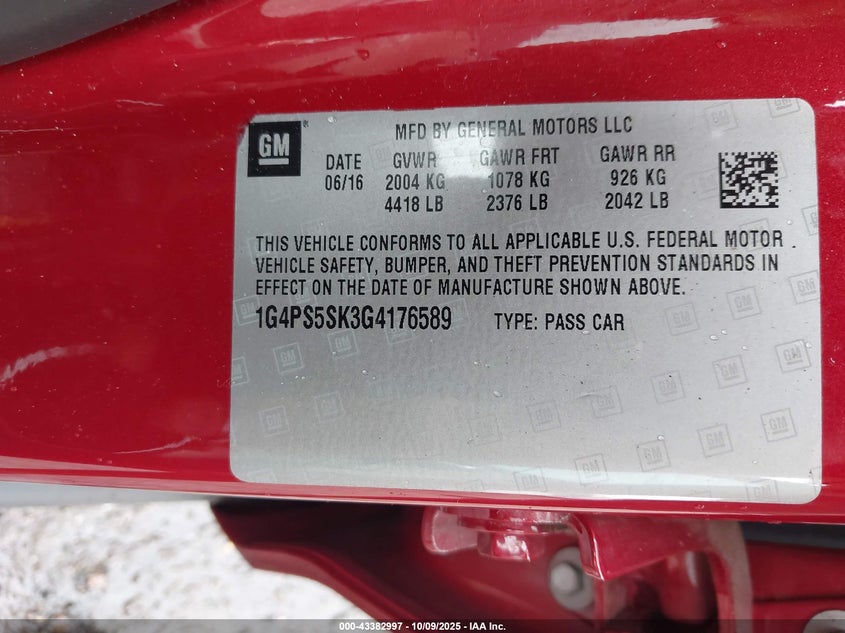 GM ® MFD BY GENERAL MOTORS LLC
DATE GVWR GAWR FRT GAWR RR
06/16 2004 KG 1078 KG 926 KG
4418 LB 2376 LB 2042 LB
THIS VEHICLE CONFORMS TO ALL APPLICABLE U.S. FEDERAL MOTOR
VEHICLE SAFETY, BUMPER, AND THEFT PREVENTION STANDARDS IN
EFFECT ON THE DATE OF MANUFACTURE SHOWN ABOVE.
1G4PS5SK3G4176589 TYPE: PASS CAR
000-43382997 - 10/09/2025 - IAA Inc.